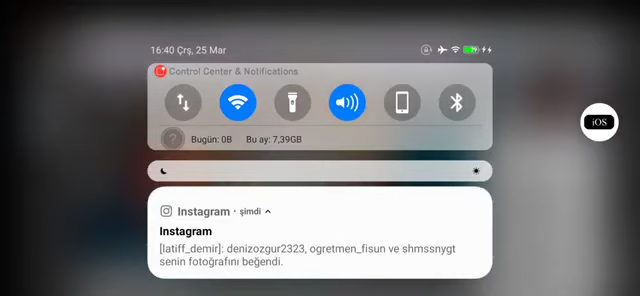 16:40 Çrş, 25 Mar
Control Center & Notifications
Bugün: 0B Bu ay: 7,39GB
iOS
Instagram · şimdi
Instagram
[latiff_demir]: denizozgur2323, ogretmen_fisun ve shmssnygt
senin fotoğrafını beğendi.